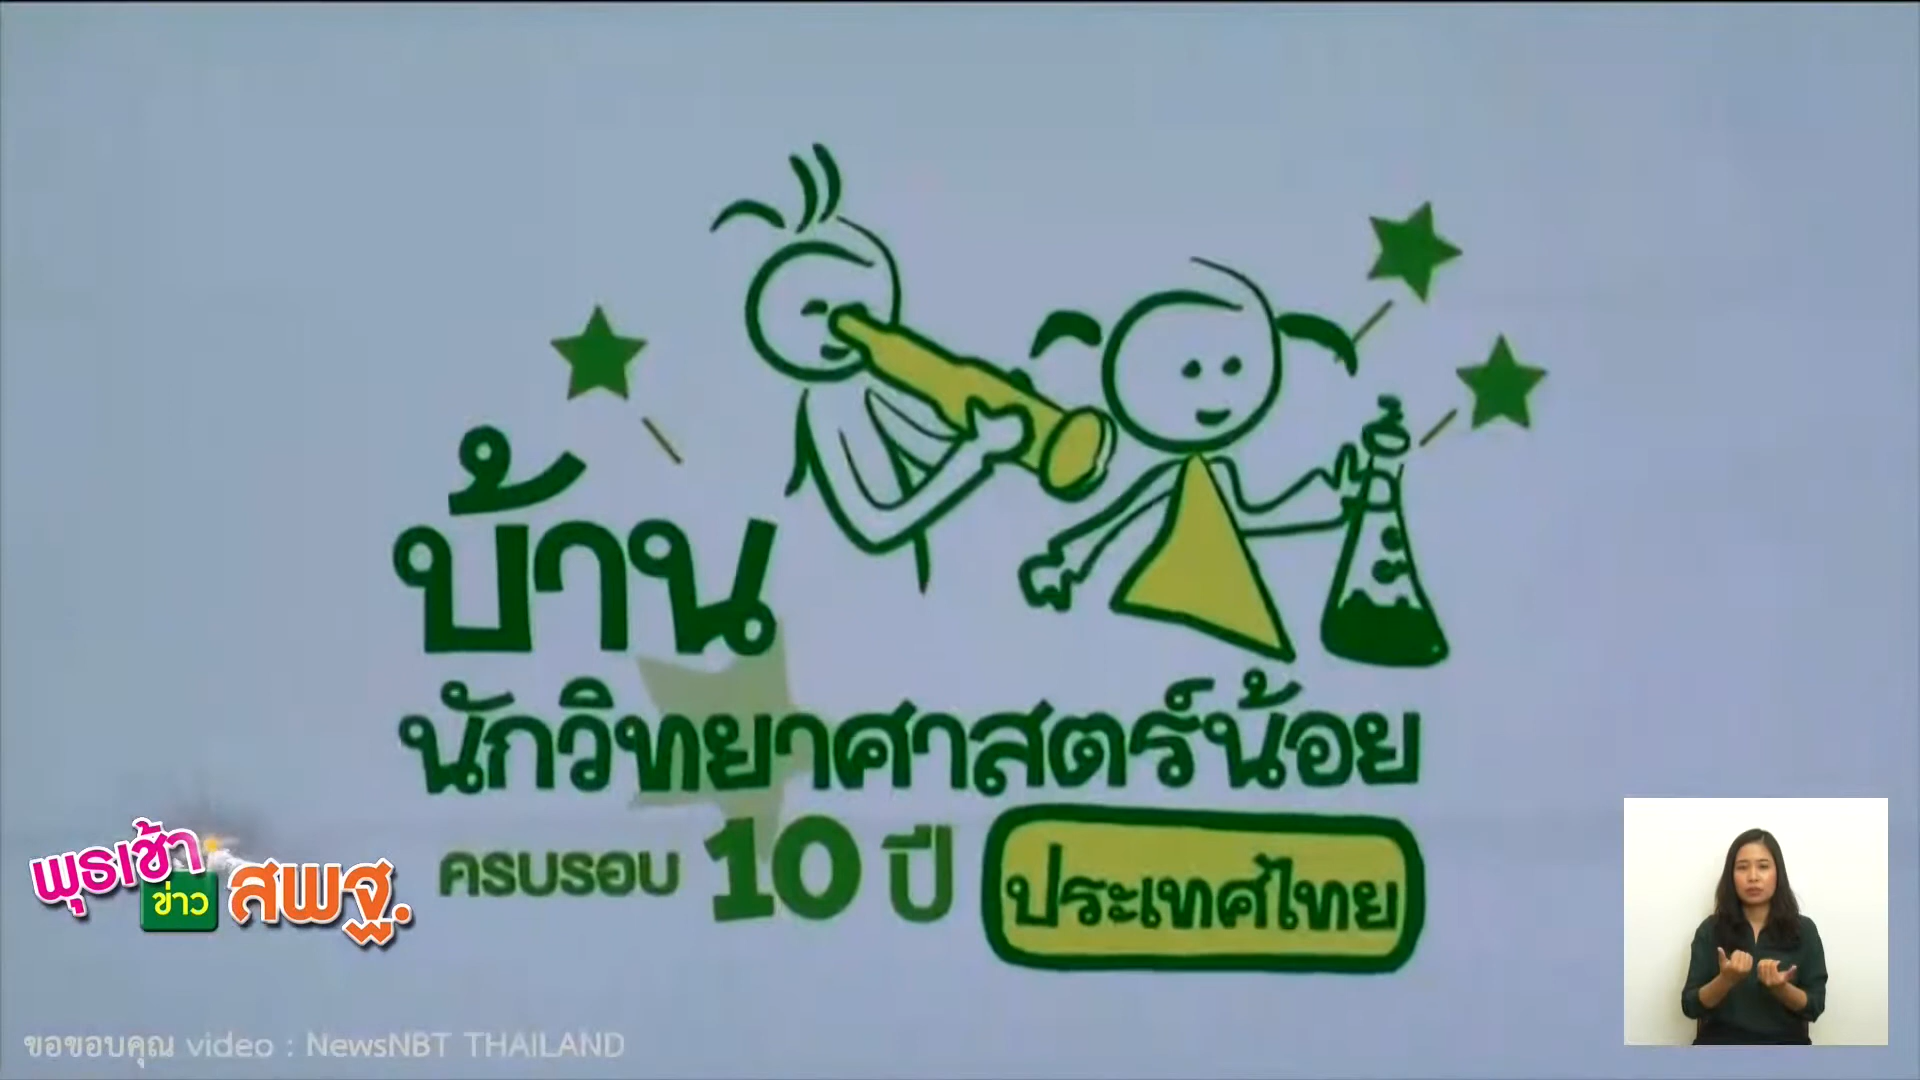 บ้าน
นักวิทยาศาสตร์น้อย
ครบรอบ 10 ปี ประเทศไทย
พุธเช้า
ข่าว สพฐ.
ขอขอบคุณ video : NewsNBT THAILAND